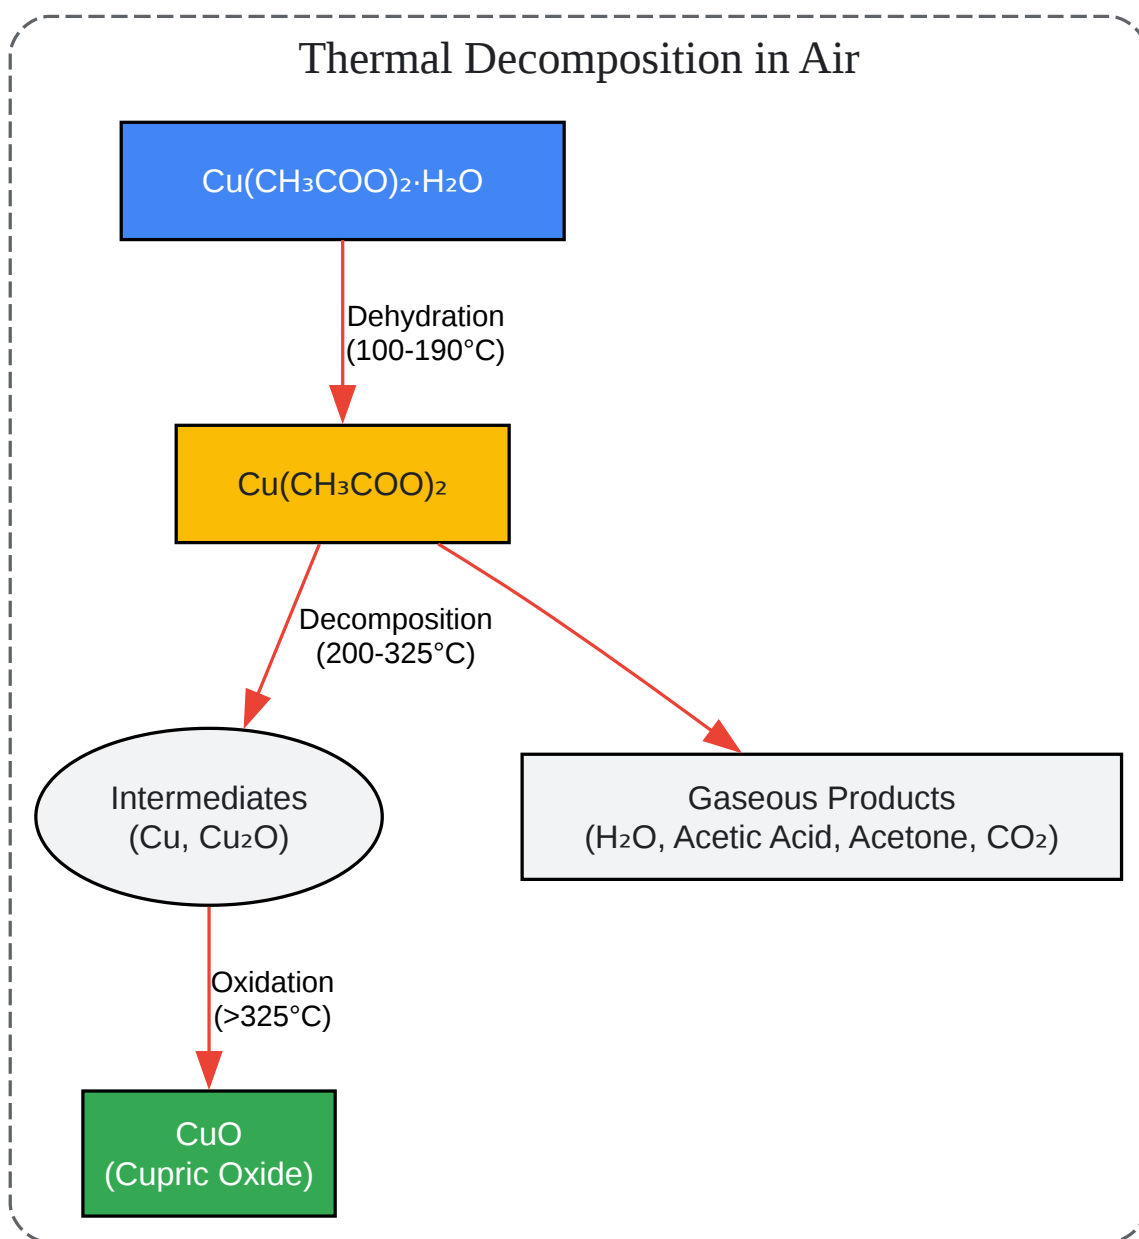 Thermal Decomposition in Air
Cu(CH₃COO)₂·H₂O
Dehydration
(100-190°C)
Cu(CH₃COO)₂
Decomposition
(200-325°C)
Intermediates
(Cu, Cu₂O)
Gaseous Products
(H₂O, Acetic Acid, Acetone, CO₂)
Oxidation
(>325°C)
CuO
(Cupric Oxide)